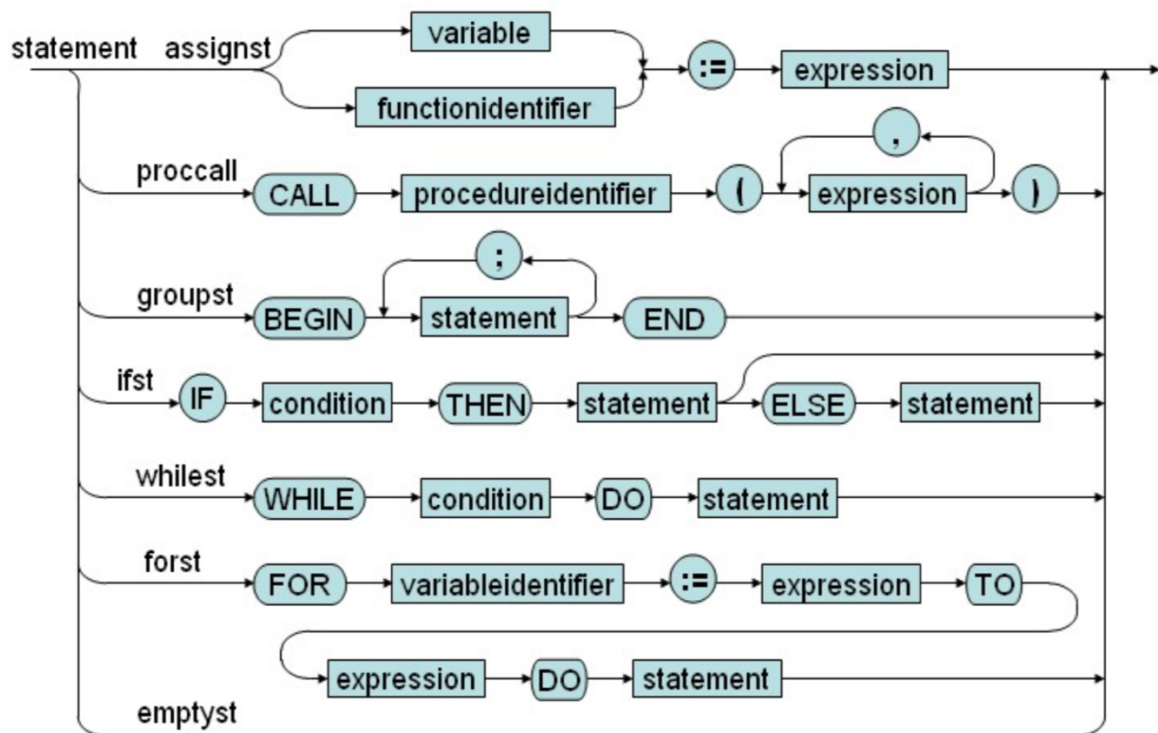 variable
statement assignst := expression
functionidentifier
,
proccall CALL procedureidentifier ( expression )
;
groupst BEGIN statement END
ifst IF condition THEN statement ELSE statement
whilest WHILE condition DO statement
forst FOR variableidentifier := expression TO
expression DO statement
emptyst